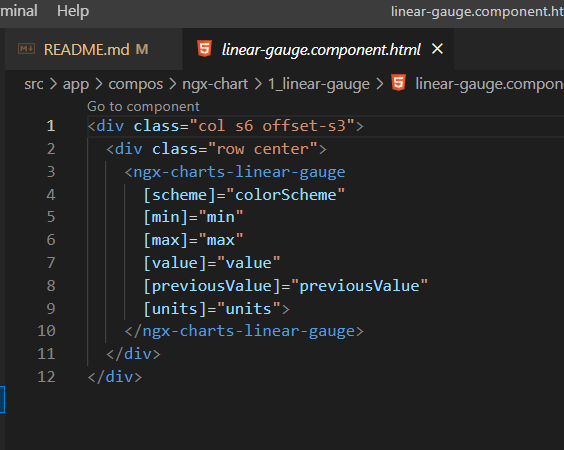 minal Help linear-gauge.component.ht
README.md M linear-gauge.component.html
src > app > compos > ngx-chart > 1_linear-gauge > linear-gauge.compon
Go to component
1 <div class="col s6 offset-s3">
2 <div class="row center">
3 <ngx-charts-linear-gauge
4 [scheme]="colorScheme"
5 [min]="min"
6 [max]="max"
7 [value]="value"
8 [previousValue]="previousValue"
9 [units]="units">
10 </ngx-charts-linear-gauge>
11 </div>
12 </div>